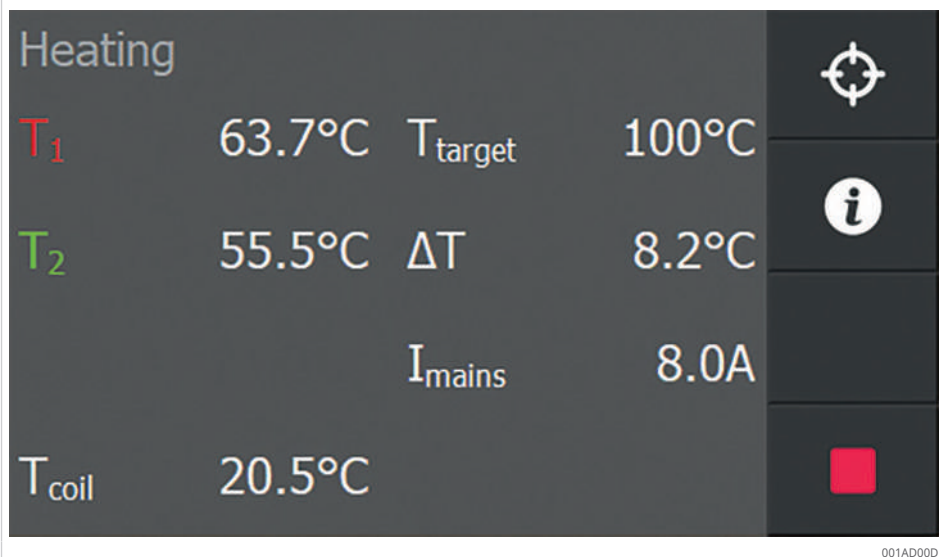 Heating
T1 63.7°C Ttarget 100°C
T2 55.5°C ΔT 8.2°C
Imains 8.0A
Tcoil 20.5°C
001AD00D